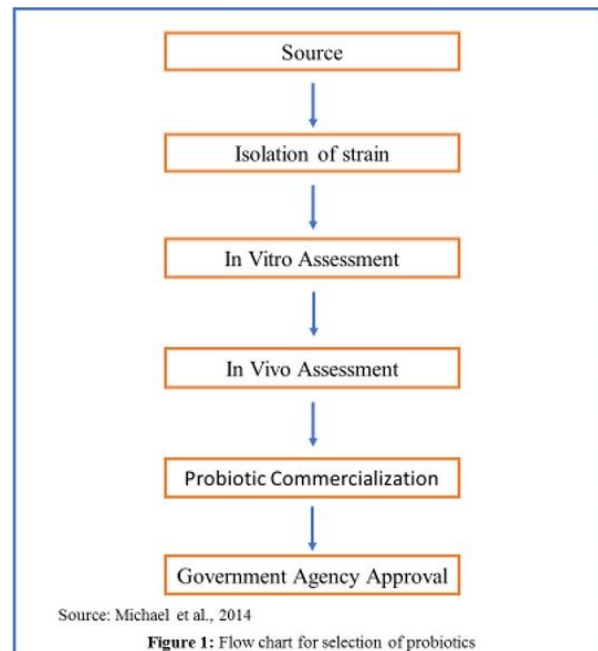 Source
Isolation of strain
In Vitro Assessment
In Vivo Assessment
Probiotic Commercialization
Government Agency Approval
Source: Michael et al., 2014
Figure 1: Flow chart for selection of probiotics